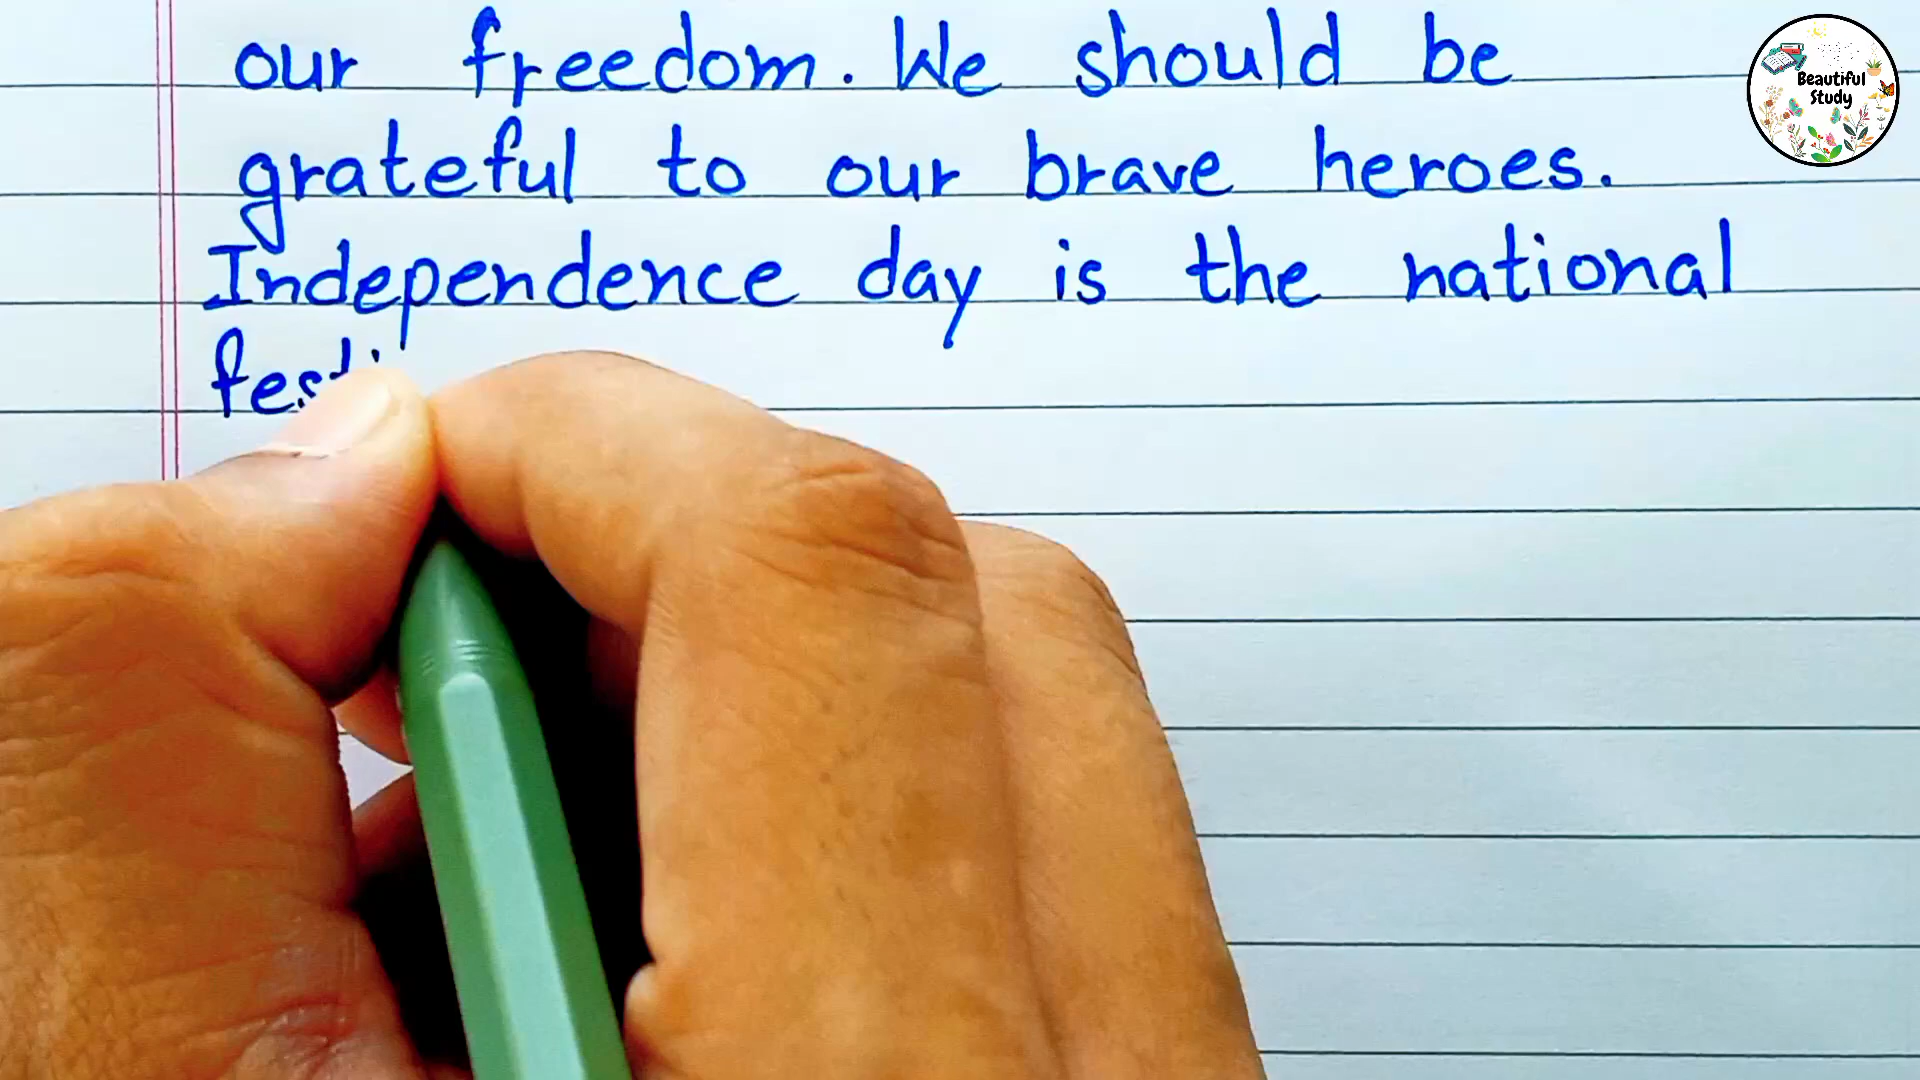 our freedom. We should be
grateful to our brave heroes.
Independence day is the national
Beautiful
Study